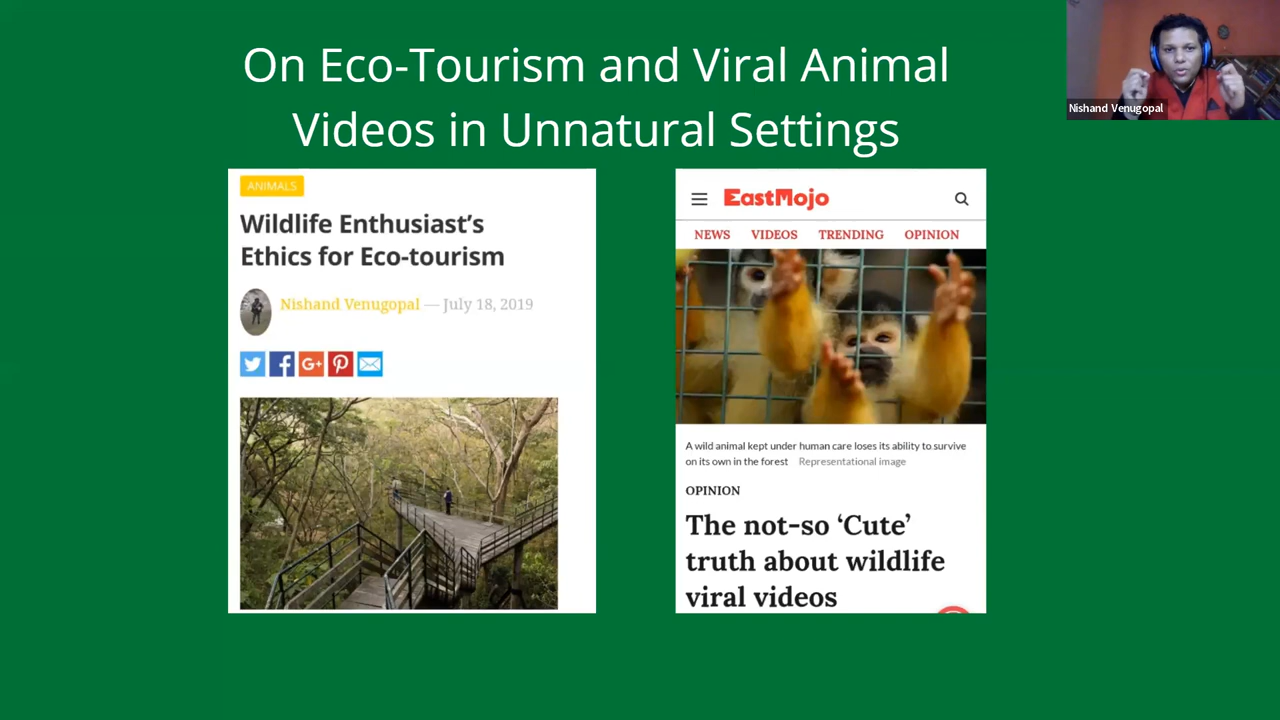 On Eco-Tourism and Viral Animal
Videos in Unnatural Settings
Nishand Venugopal
ANIMALS
Wildlife Enthusiast's
Ethics for Eco-tourism
Nishand Venugopal — July 18, 2019
G+
EastMojo
NEWS VIDEOS TRENDING OPINION
A wild animal kept under human care loses its ability to survive
on its own in the forest Representational image
OPINION
The not-so ‘Cute’
truth about wildlife
viral videos